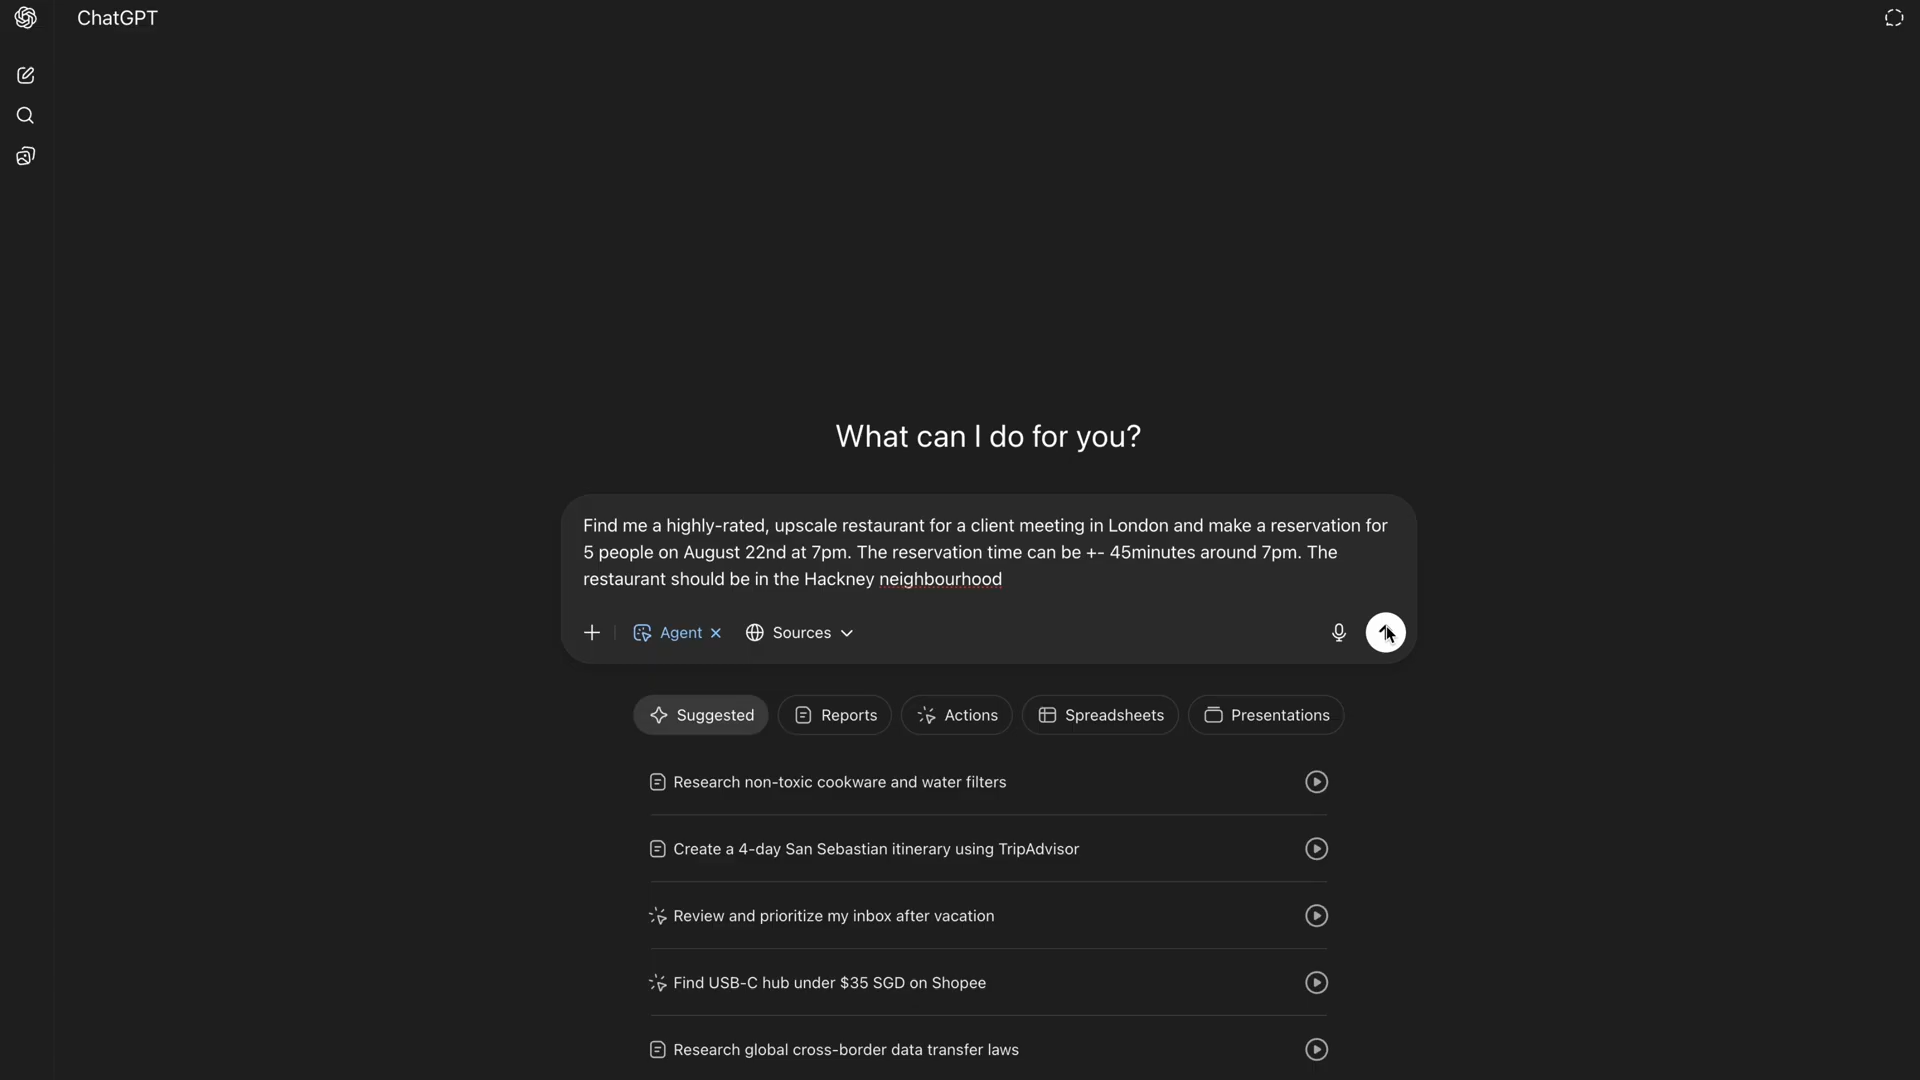 ChatGPT
What can I do for you?
Find me a highly-rated, upscale restaurant for a client meeting in London and make a reservation for
5 people on August 22nd at 7pm. The reservation time can be +- 45minutes around 7pm. The
restaurant should be in the Hackney neighbourhood
Agent
Sources
Suggested
Reports
Actions
Spreadsheets
Presentations
Research non-toxic cookware and water filters
Create a 4-day San Sebastian itinerary using TripAdvisor
Review and prioritize my inbox after vacation
Find USB-C hub under $35 SGD on Shopee
Research global cross-border data transfer laws